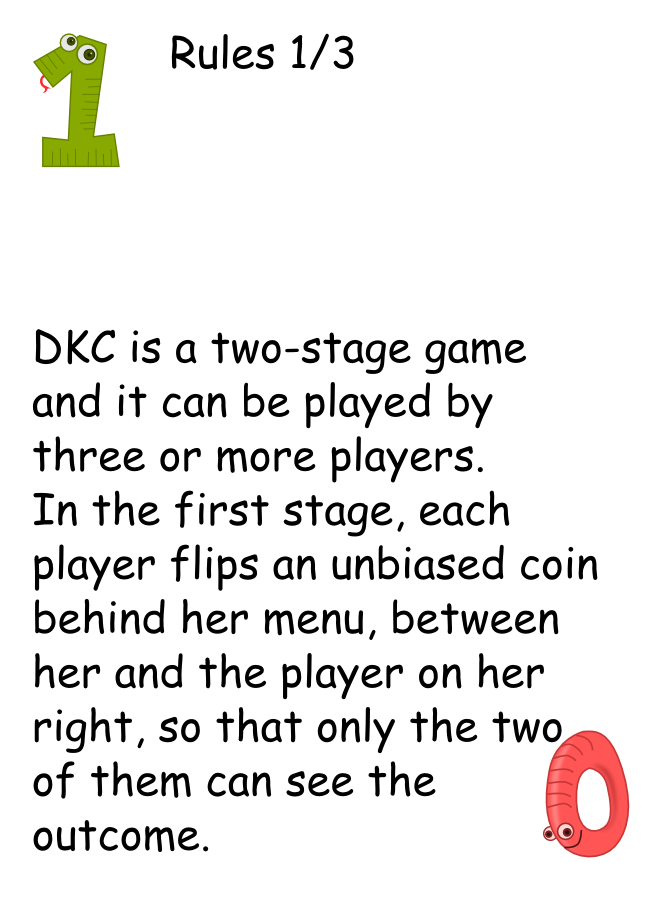 1
Rules 1/3
DKC is a two-stage game
and it can be played by
three or more players.
In the first stage, each
player flips an unbiased coin
behind her menu, between
her and the player on her
right, so that only the two
of them can see the
outcome.
0